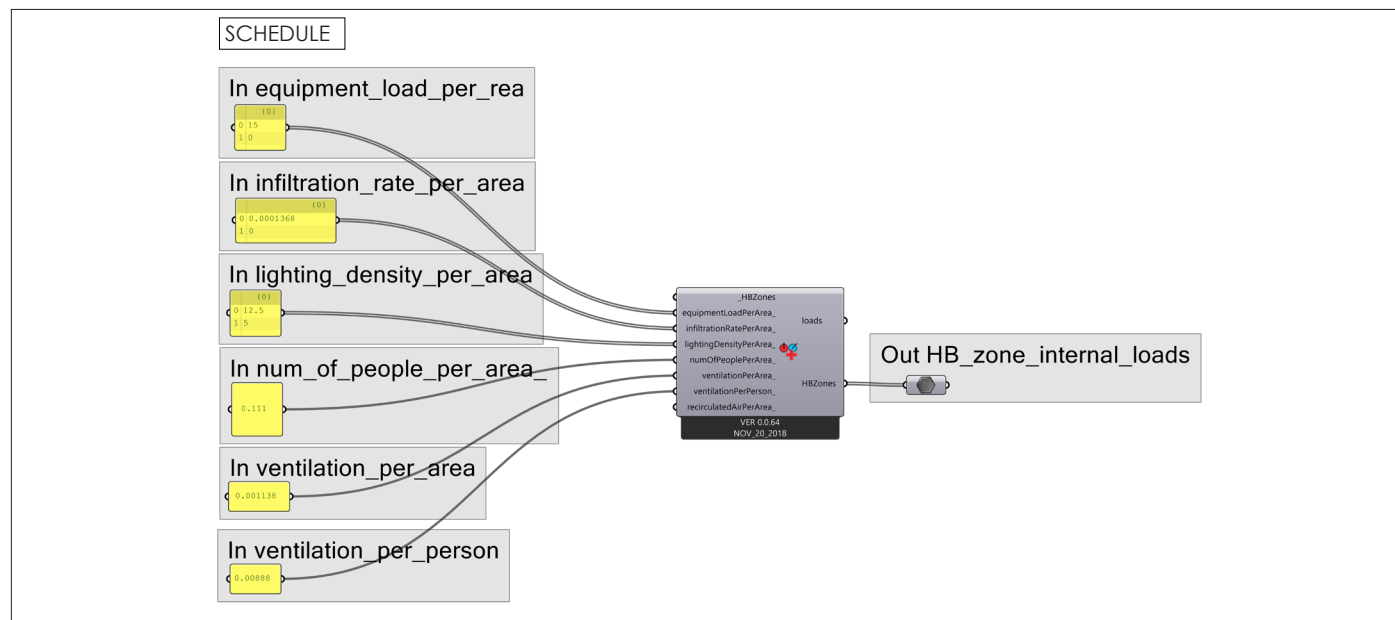 SCHEDULE
In equipment_load_per_rea
{0}
0 15
1 0
In infiltration_rate_per_area
{0}
0 0.0001368
1 0
In lighting_density_per_area
{0}
0 12.5
1 5
In num_of_people_per_area_
0.111
In ventilation_per_area
0.001138
In ventilation_per_person
0.00888
_HBZones
equipmentLoadPerArea_
infiltrationRatePerArea_
lightingDensityPerArea_
numOfPeoplePerArea_
ventilationPerArea_
ventilationPerPerson_
recirculatedAirPerArea_
loads
HBZones
VER 0.0.64
NOV_20_2018
Out HB_zone_internal_loads